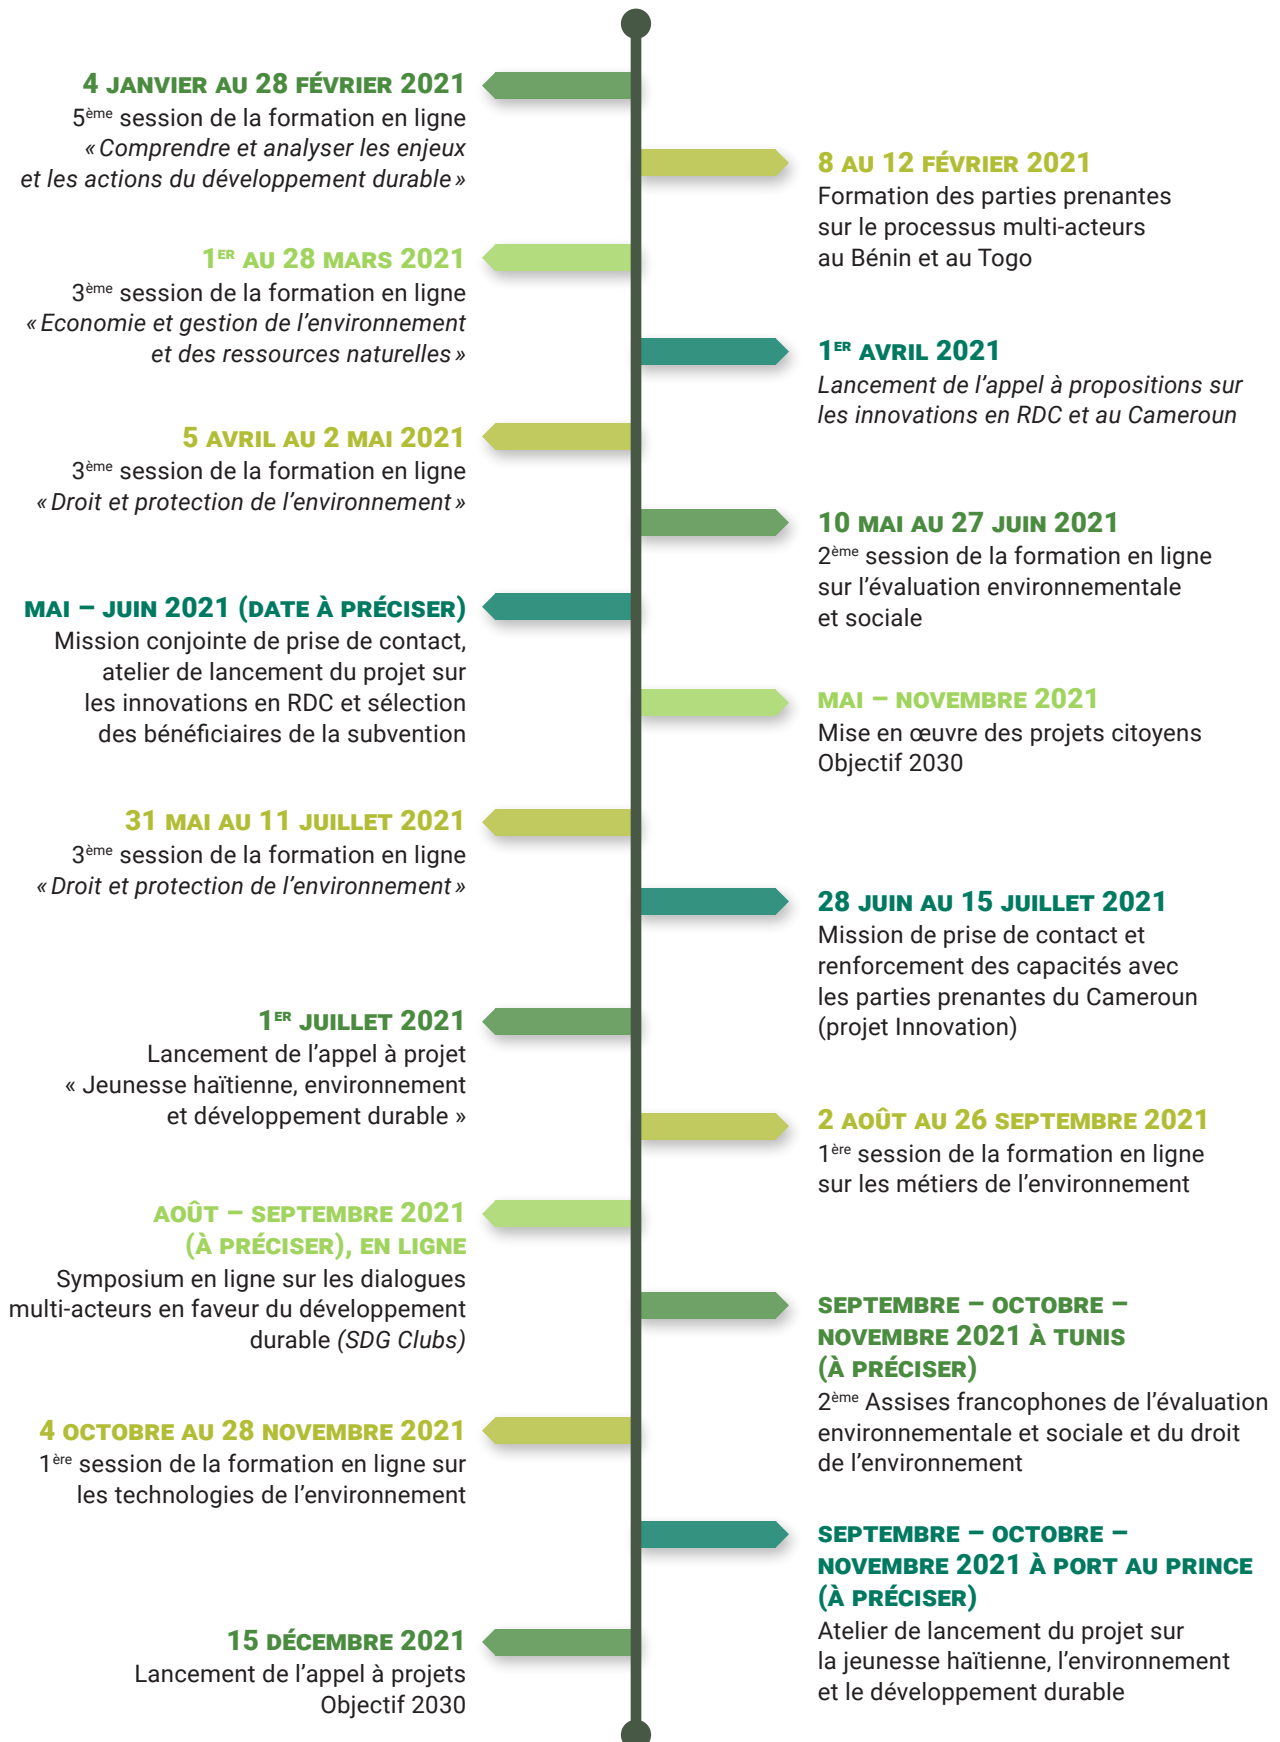 4 JANVIER AU 28 FÉVRIER 2021
5ème session de la formation en ligne
« Comprendre et analyser les enjeux
et les actions du développement durable »
8 AU 12 FÉVRIER 2021
Formation des parties prenantes
sur le processus multi-acteurs
au Bénin et au Togo
1ER AU 28 MARS 2021
3ème session de la formation en ligne
« Economie et gestion de l’environnement
et des ressources naturelles »
1ER AVRIL 2021
Lancement de l’appel à propositions sur
les innovations en RDC et au Cameroun
5 AVRIL AU 2 MAI 2021
3ème session de la formation en ligne
« Droit et protection de l’environnement »
10 MAI AU 27 JUIN 2021
2ème session de la formation en ligne
sur l’évaluation environnementale
et sociale
MAI – JUIN 2021 (DATE À PRÉCISER)
Mission conjointe de prise de contact,
atelier de lancement du projet sur
les innovations en RDC et sélection
des bénéficiaires de la subvention
MAI – NOVEMBRE 2021
Mise en œuvre des projets citoyens
Objectif 2030
31 MAI AU 11 JUILLET 2021
3ème session de la formation en ligne
« Droit et protection de l’environnement »
28 JUIN AU 15 JUILLET 2021
Mission de prise de contact et
renforcement des capacités avec
les parties prenantes du Cameroun
(projet Innovation)
1ER JUILLET 2021
Lancement de l’appel à projet
« Jeunesse haïtienne, environnement
et développement durable »
2 AOÛT AU 26 SEPTEMBRE 2021
1ère session de la formation en ligne
sur les métiers de l’environnement
AOÛT – SEPTEMBRE 2021
(À PRÉCISER), EN LIGNE
Symposium en ligne sur les dialogues
multi-acteurs en faveur du développement
durable (SDG Clubs)
SEPTEMBRE – OCTOBRE –
NOVEMBRE 2021 À TUNIS
(À PRÉCISER)
2ème Assises francophones de l’évaluation
environnementale et sociale et du droit
de l’environnement
4 OCTOBRE AU 28 NOVEMBRE 2021
1ère session de la formation en ligne sur
les technologies de l’environnement
SEPTEMBRE – OCTOBRE –
NOVEMBRE 2021 À PORT AU PRINCE
(À PRÉCISER)
Atelier de lancement du projet sur
la jeunesse haïtienne, l’environnement
et le développement durable
15 DÉCEMBRE 2021
Lancement de l’appel à projets
Objectif 2030